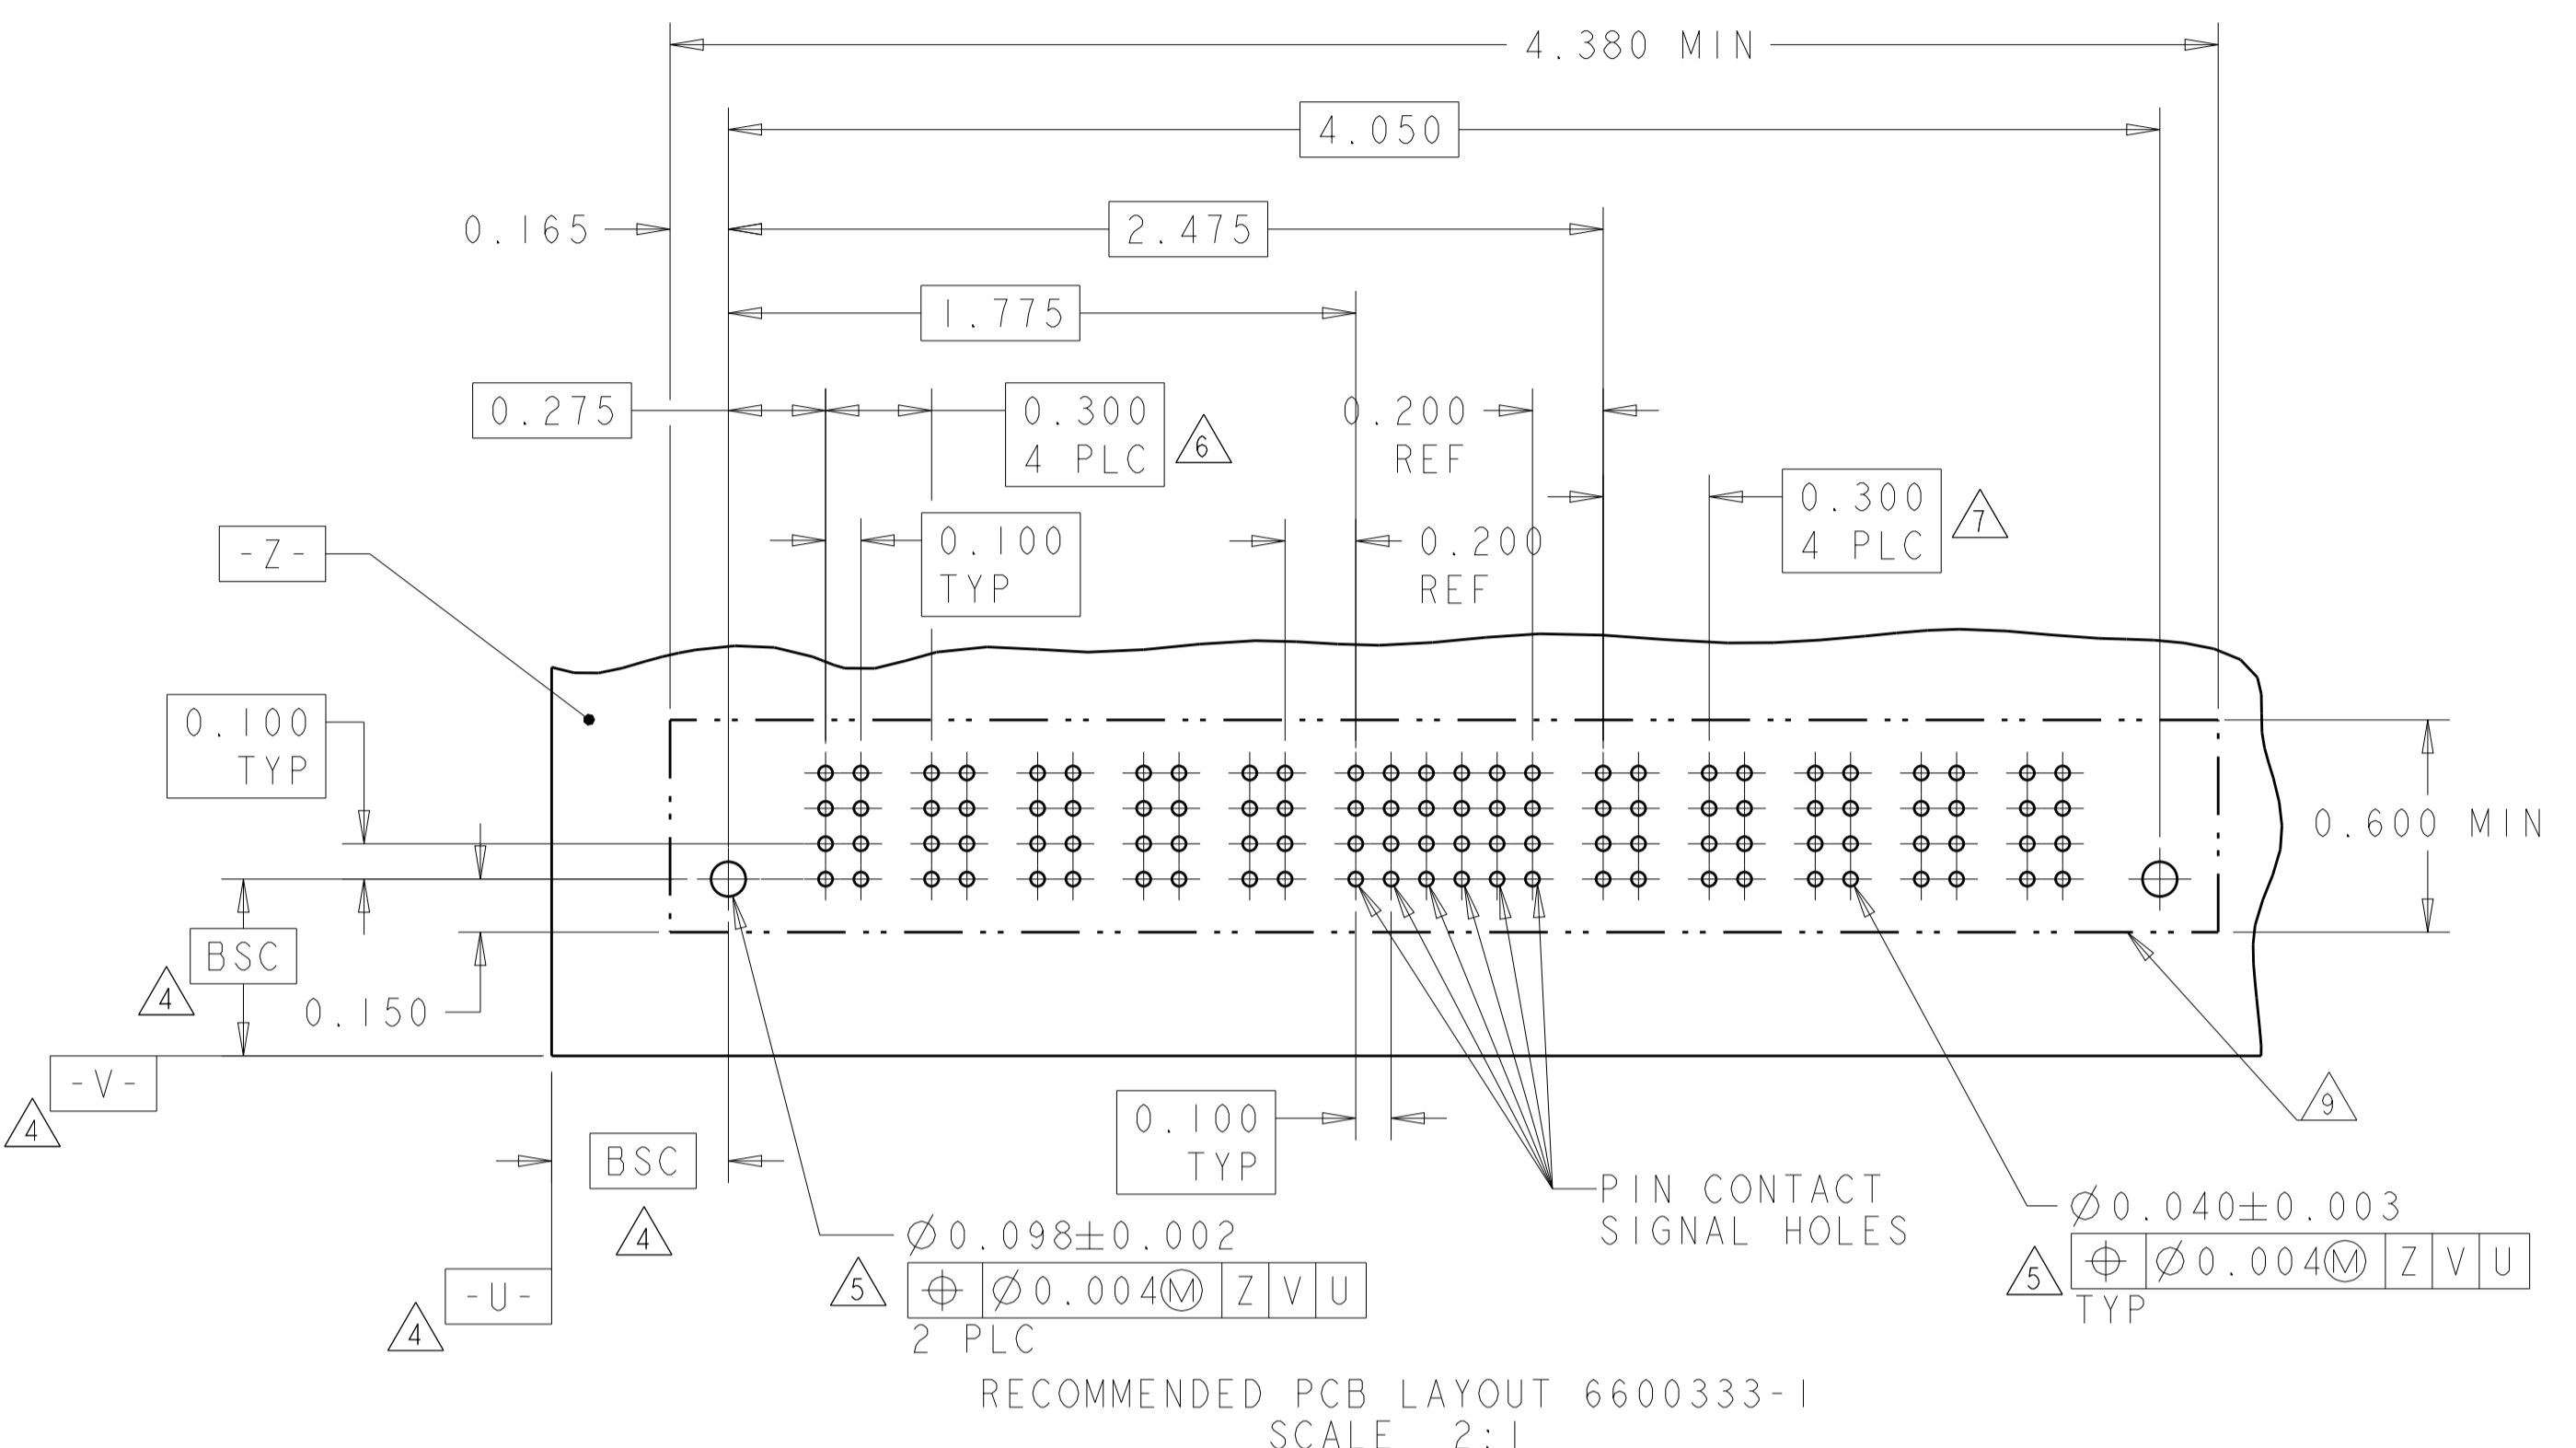 4.380 MIN
4.050
0.165
2.475
1.775
0.275
0.300
4 PLC
6
0.200
REF
0.300
4 PLC
7
-Z-
0.100
TYP
0.200
REF
0.100
TYP
0.600 MIN
BSC
4
0.150
-V-
4
0.100
TYP
9
BSC
4
PIN CONTACT
SIGNAL HOLES
-U-
4
Ø0.098±0.002
5
⌖ Ø0.004Ⓜ Z V U
2 PLC
Ø0.040±0.003
5
⌖ Ø0.004Ⓜ Z V U
TYP
RECOMMENDED PCB LAYOUT 6600333-1
SCALE 2:1